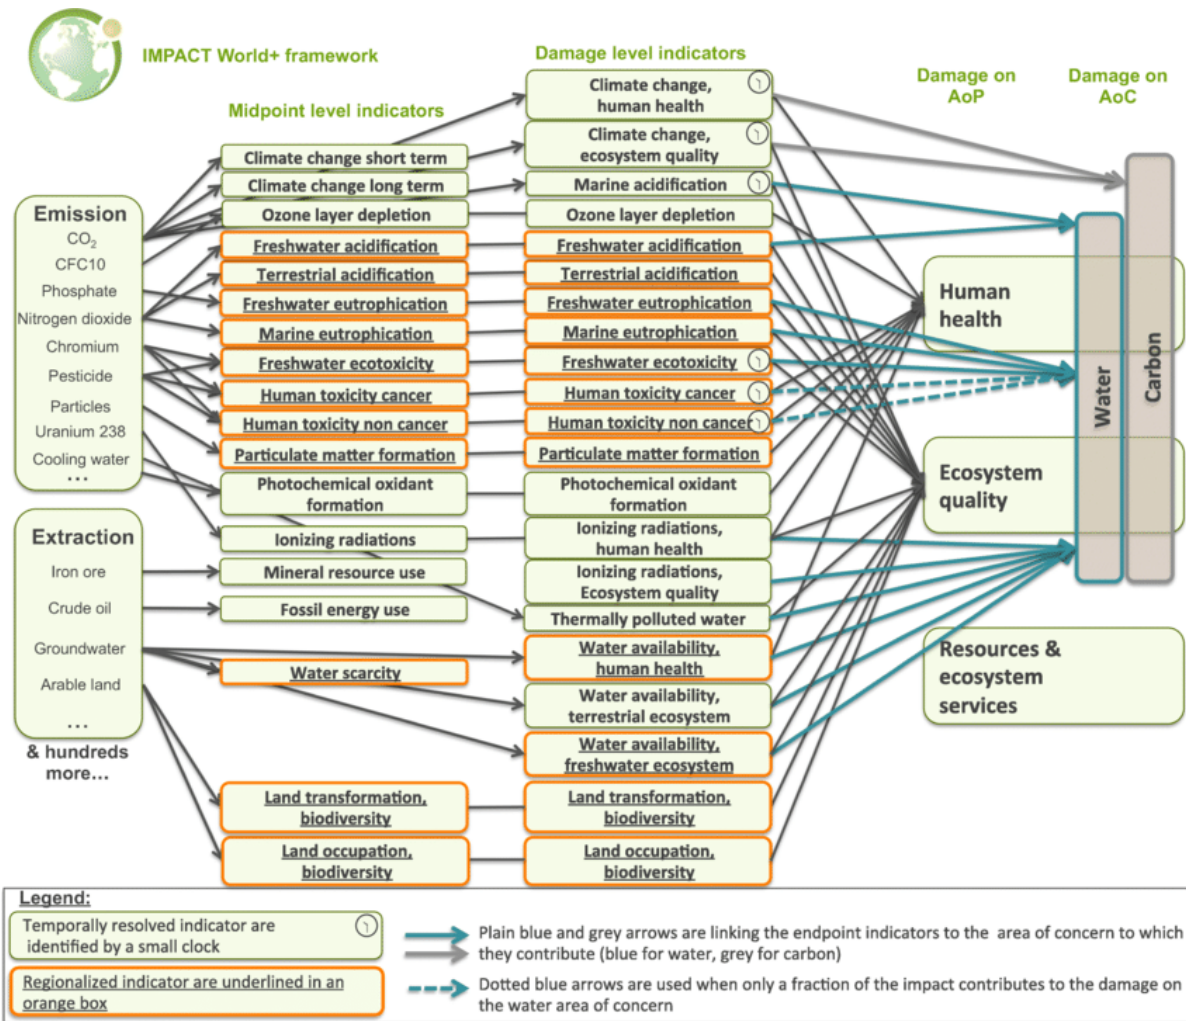 IMPACT World+ framework
Damage level indicators
Damage on
AoP
Damage on
AoC
Midpoint level indicators
Emission
CO2
CFC10
Phosphate
Nitrogen dioxide
Chromium
Pesticide
Particles
Uranium 238
Cooling water
...
Extraction
Iron ore
Crude oil
Groundwater
Arable land
...
& hundreds
more...
Climate change short term
Climate change long term
Ozone layer depletion
Freshwater acidification
Terrestrial acidification
Freshwater eutrophication
Marine eutrophication
Freshwater ecotoxicity
Human toxicity cancer
Human toxicity non cancer
Particulate matter formation
Photochemical oxidant
formation
Ionizing radiations
Mineral resource use
Fossil energy use
Water scarcity
Land transformation,
biodiversity
Land occupation,
biodiversity
Climate change,
human health
Climate change,
ecosystem quality
Marine acidification
Ozone layer depletion
Freshwater acidification
Terrestrial acidification
Freshwater eutrophication
Marine eutrophication
Freshwater ecotoxicity
Human toxicity cancer
Human toxicity non cancer
Particulate matter formation
Photochemical oxidant
formation
Ionizing radiations,
human health
Ionizing radiations,
Ecosystem quality
Thermally polluted water
Water availability,
human health
Water availability,
terrestrial ecosystem
Water availability,
freshwater ecosystem
Land transformation,
biodiversity
Land occupation,
biodiversity
Human
health
Ecosystem
quality
Resources &
ecosystem
services
Water
Carbon
Legend:
Temporally resolved indicator are
identified by a small clock
Regionalized indicator are underlined in an
orange box
Plain blue and grey arrows are linking the endpoint indicators to the area of concern to which
they contribute (blue for water, grey for carbon)
Dotted blue arrows are used when only a fraction of the impact contributes to the damage on
the water area of concern